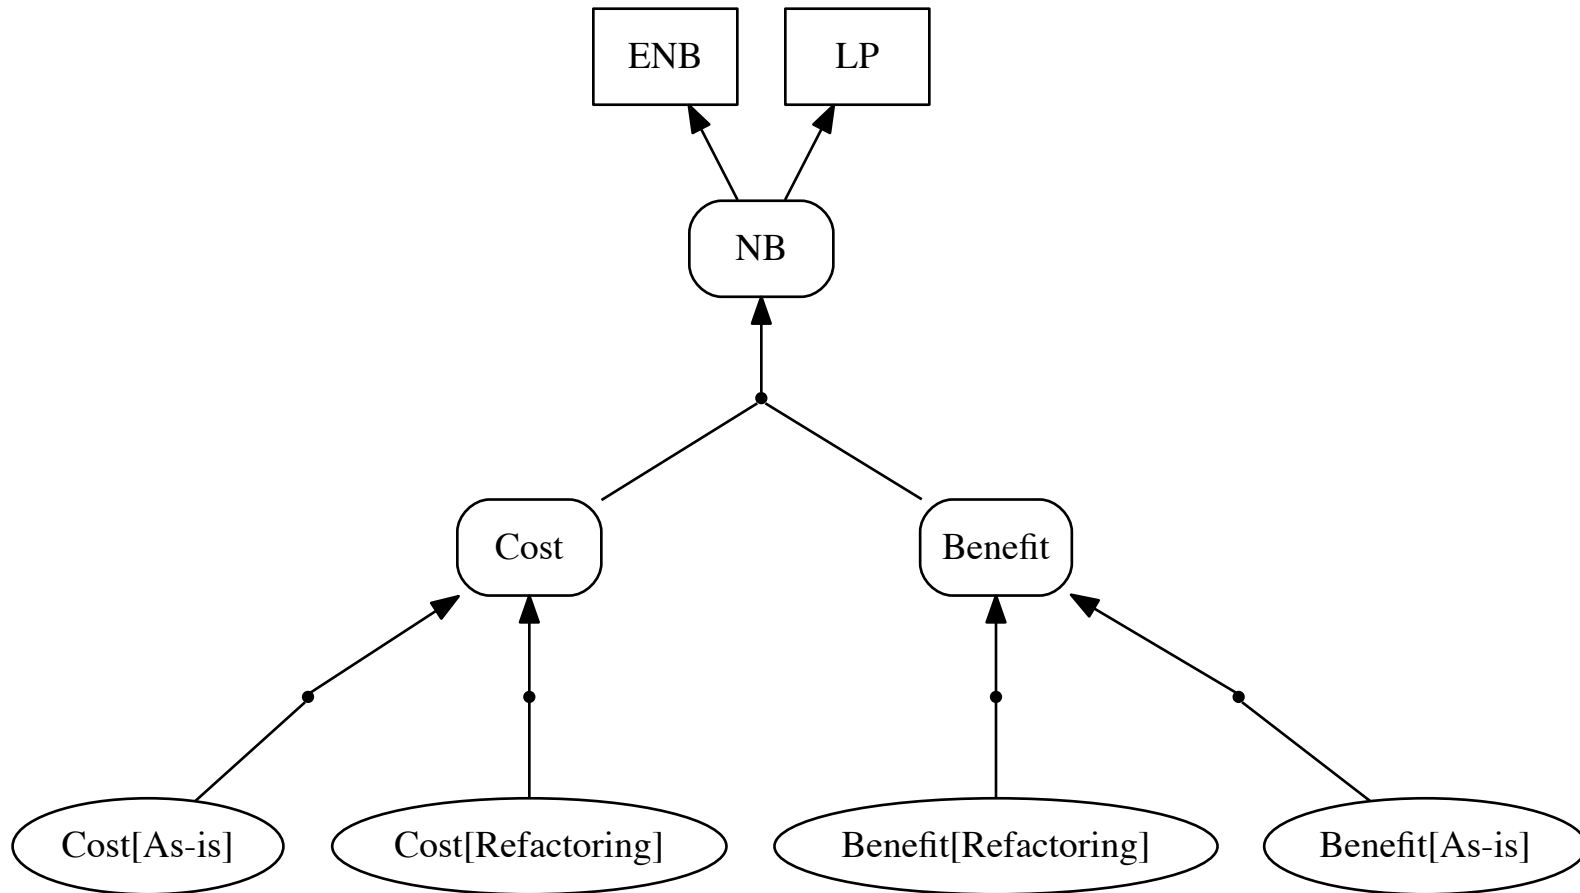 ENB
LP
NB
Cost
Benefit
Cost[As-is]
Cost[Refactoring]
Benefit[Refactoring]
Benefit[As-is]